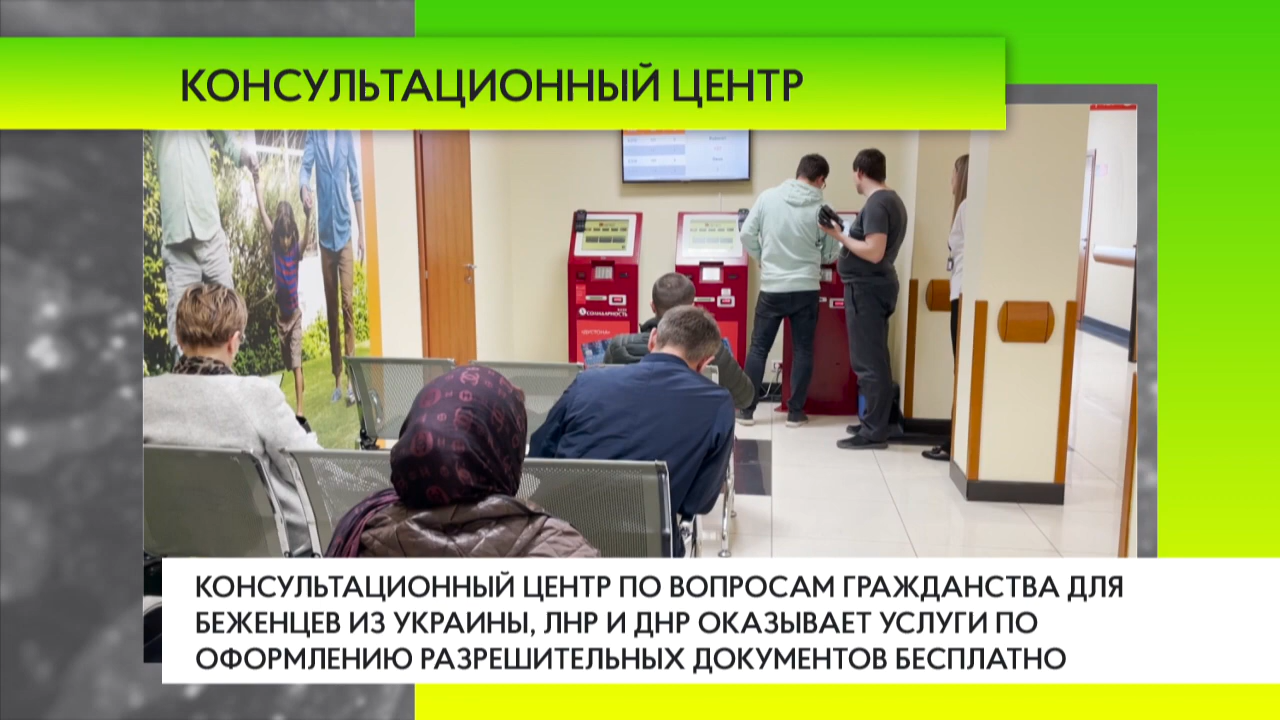 КОНСУЛЬТАЦИОННЫЙ ЦЕНТР
СОЛИДАРНОСТЬ
КОНСУЛЬТАЦИОННЫЙ ЦЕНТР ПО ВОПРОСАМ ГРАЖДАНСТВА ДЛЯ
БЕЖЕНЦЕВ ИЗ УКРАИНЫ, ЛНР И ДНР ОКАЗЫВАЕТ УСЛУГИ ПО
ОФОРМЛЕНИЮ РАЗРЕШИТЕЛЬНЫХ ДОКУМЕНТОВ БЕСПЛАТНО